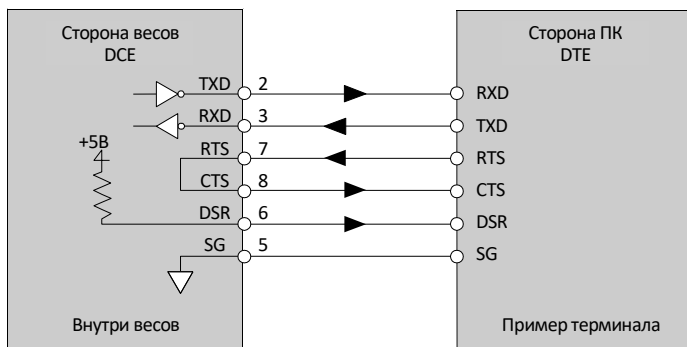 Сторона весов
DCE
Сторона ПК
DTE
TXD 2 RXD
RXD 3 TXD
+5В
RTS 7 RTS
CTS 8 CTS
DSR 6 DSR
SG 5 SG
Внутри весов
Пример терминала